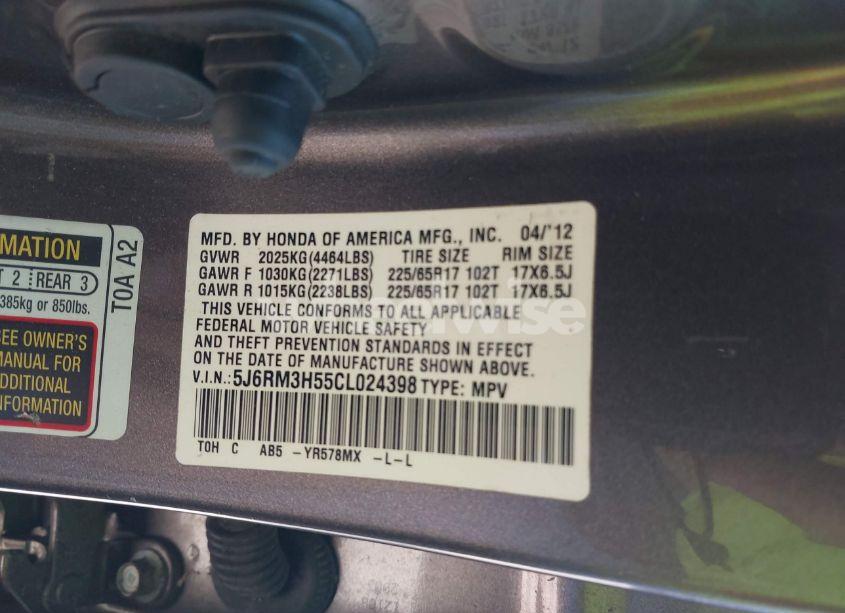 RMATION
T 2 REAR 3
385kg or 850lbs.
SEE OWNER'S
MANUAL FOR
ADDITIONAL
INFORMATION
T0A A2
MFD. BY HONDA OF AMERICA MFG., INC. 04/'12
GVWR 2025KG(4464LBS) TIRE SIZE RIM SIZE
GAWR F 1030KG(2271LBS) 225/65R17 102T 17X6.5J
GAWR R 1015KG(2238LBS) 225/65R17 102T 17X6.5J
THIS VEHICLE CONFORMS TO ALL APPLICABLE
FEDERAL MOTOR VEHICLE SAFETY
AND THEFT PREVENTION STANDARDS IN EFFECT
ON THE DATE OF MANUFACTURE SHOWN ABOVE.
V.I.N.:5J6RM3H55CL024398 TYPE: MPV
TOH C AB5 -YR578MX -L-L